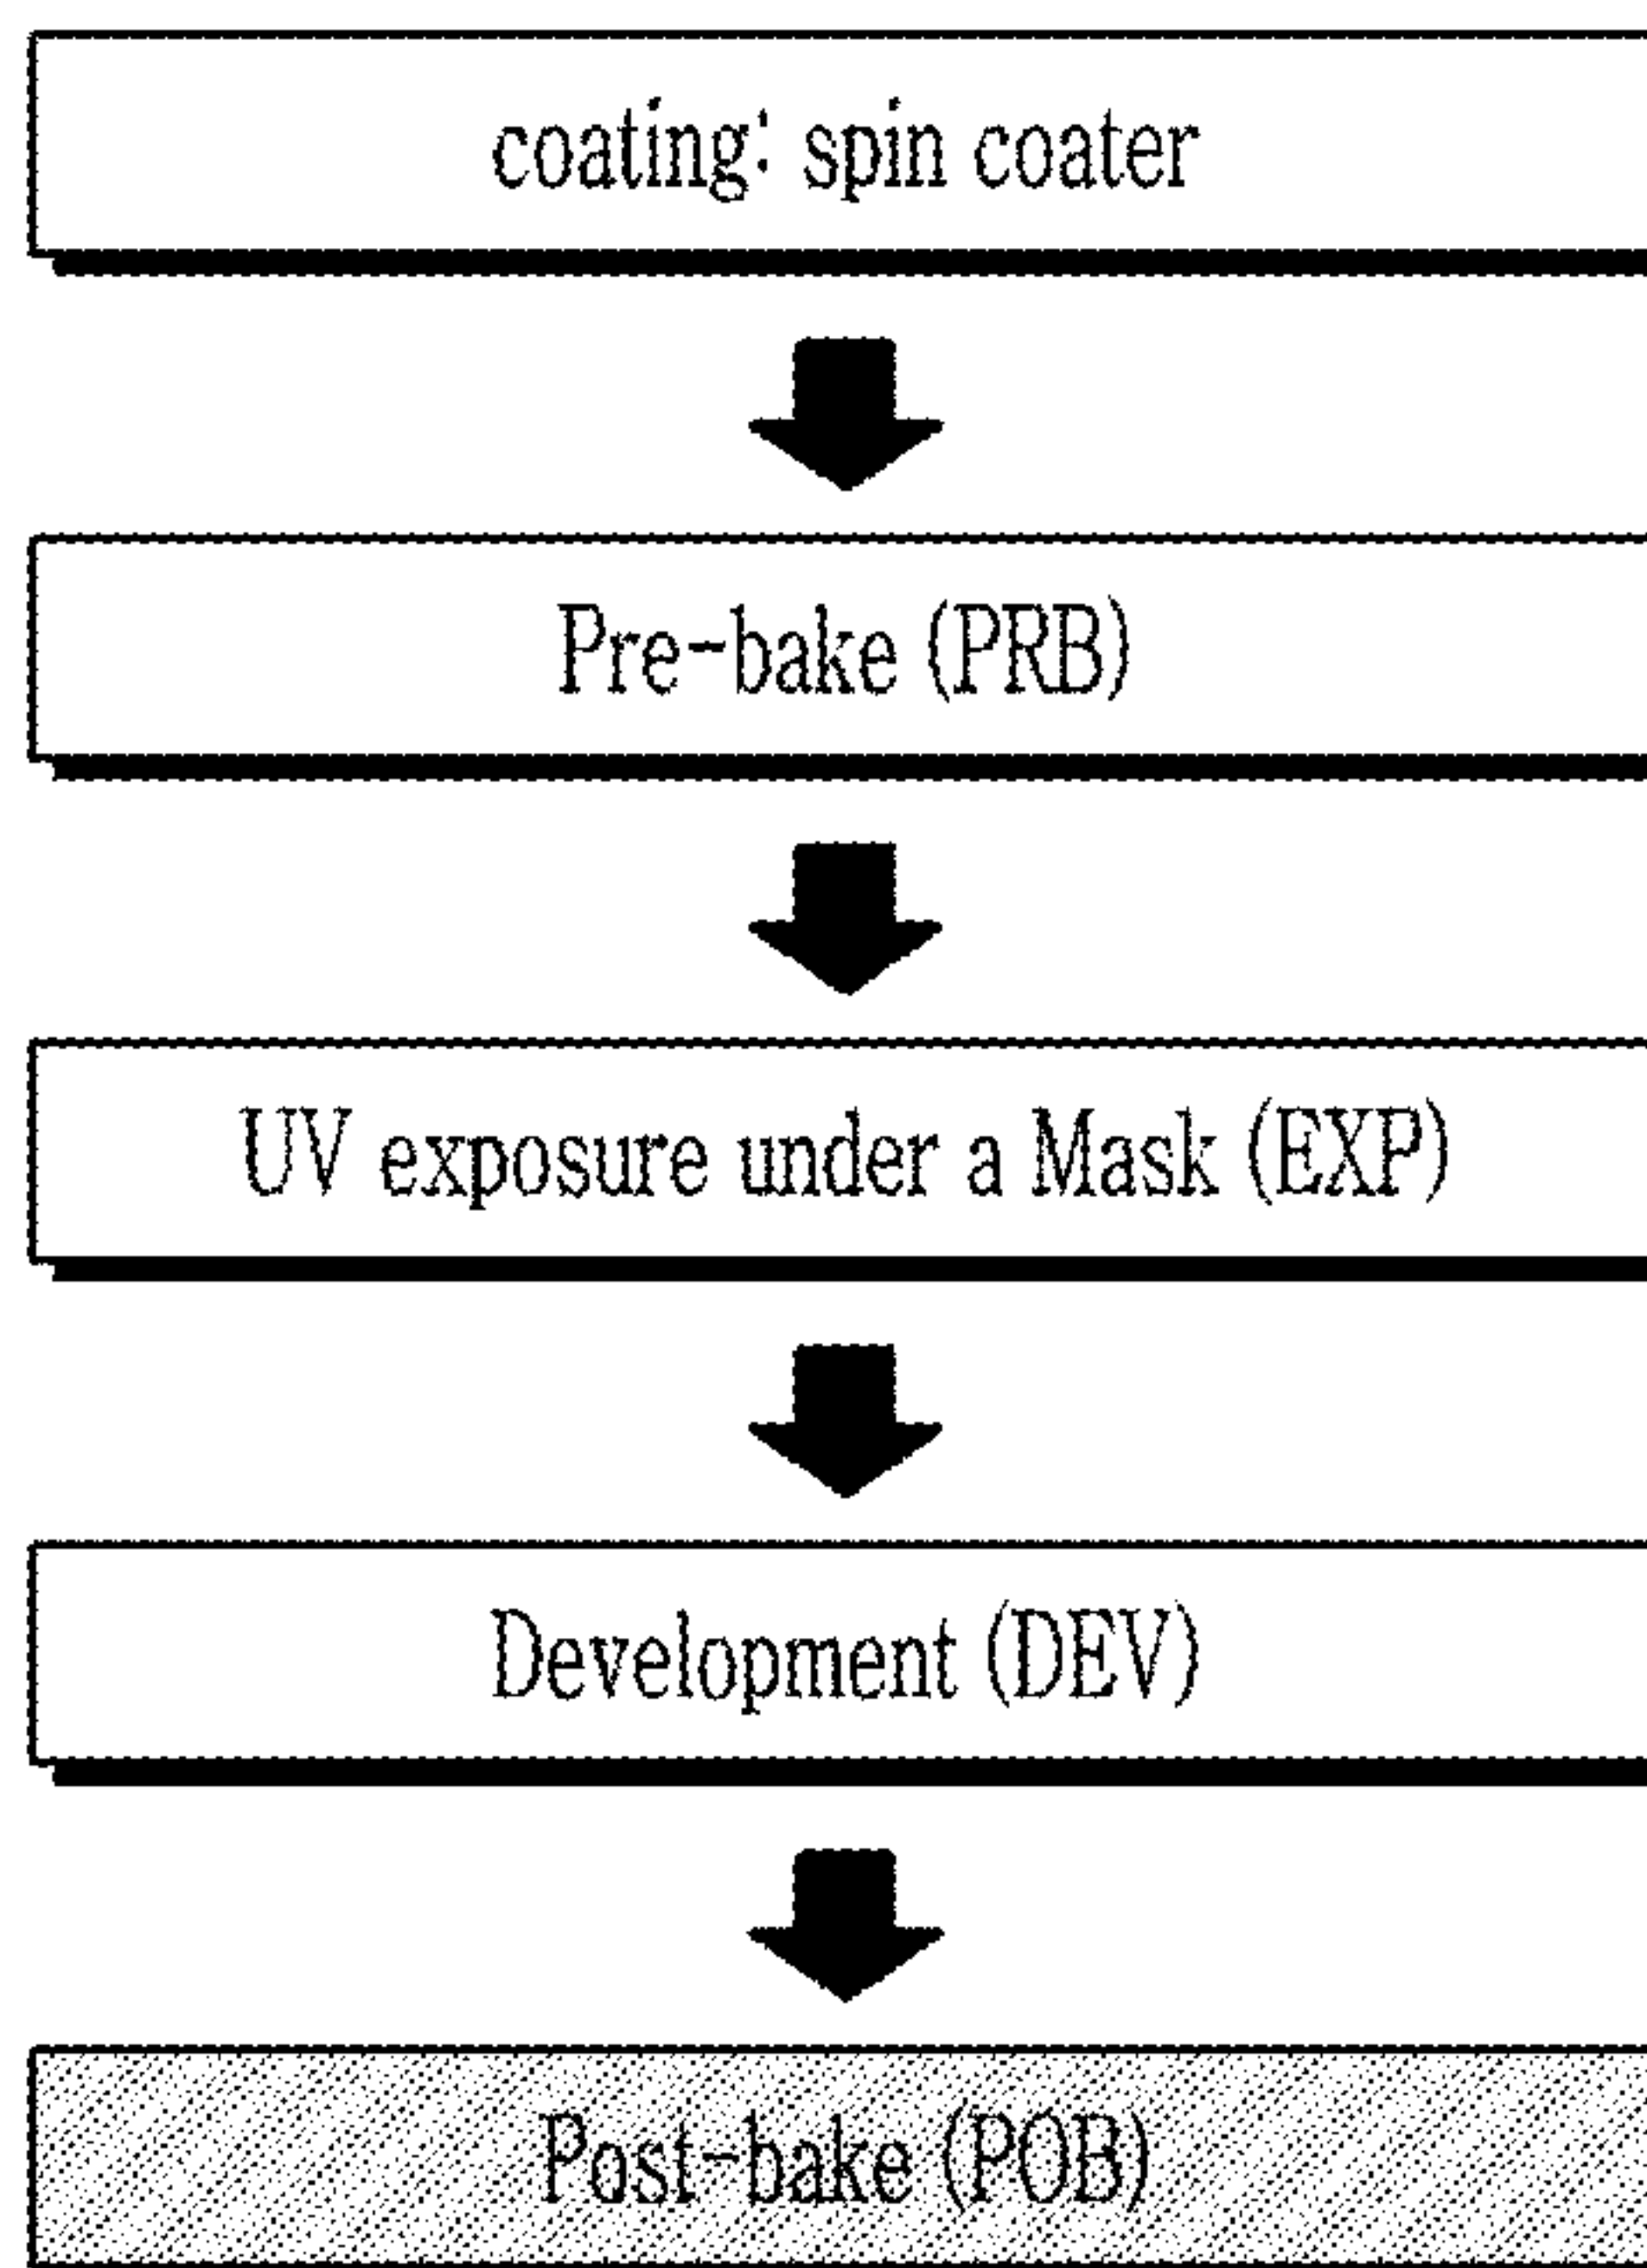 coating: spin coater
Pre-bake (PRB)
UV exposure under a Mask (EXP)
Development (DEV)
Post-bake (POB)